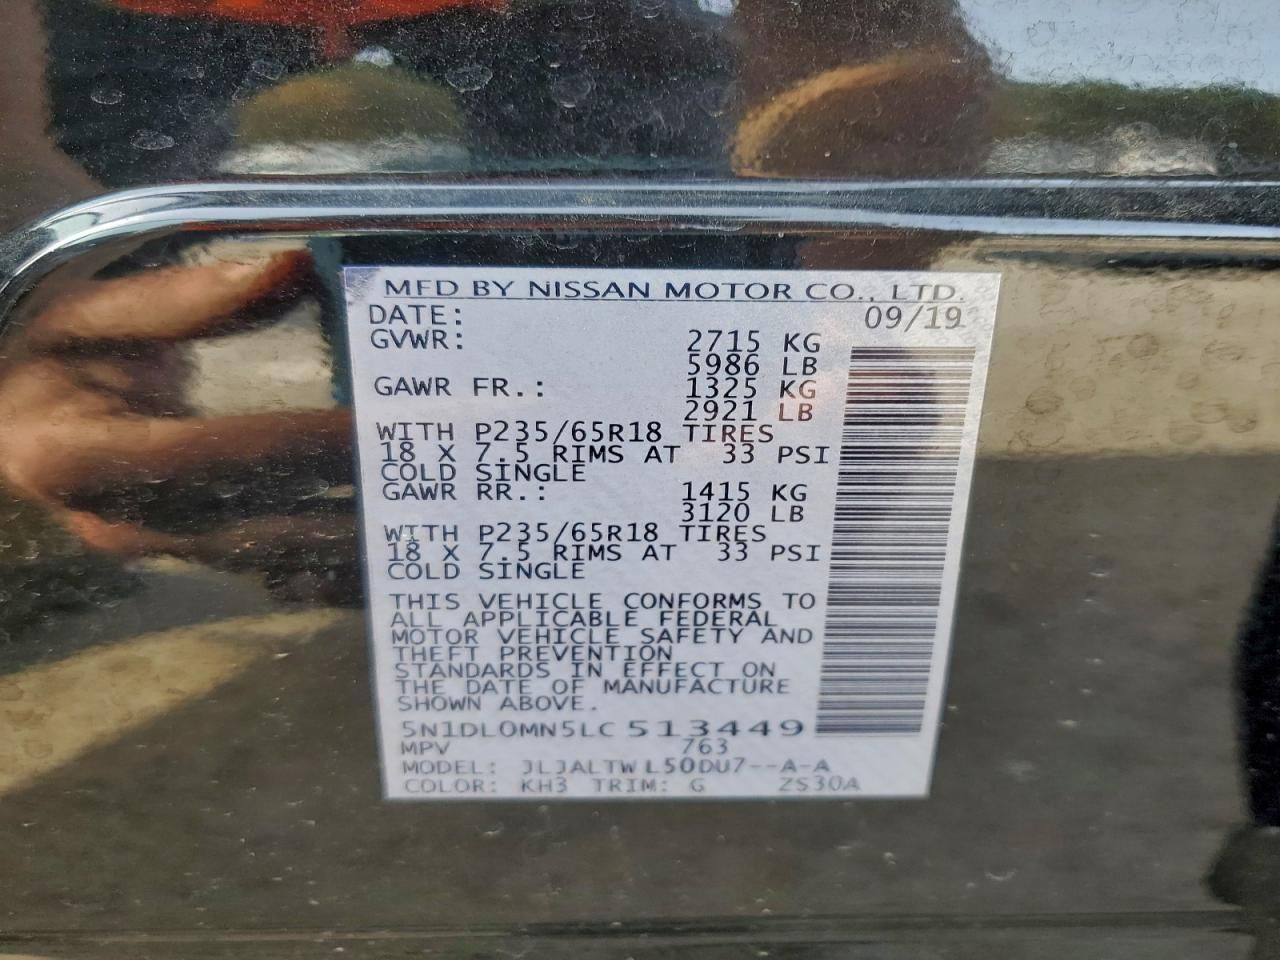 MFD BY NISSAN MOTOR CO., LTD.
DATE: 09/19
GVWR: 2715 KG
5986 LB
GAWR FR.: 1325 KG
2921 LB
WITH P235/65R18 TIRES
18 X 7.5 RIMS AT 33 PSI
COLD SINGLE
GAWR RR.: 1415 KG
3120 LB
WITH P235/65R18 TIRES
18 X 7.5 RIMS AT 33 PSI
COLD SINGLE
THIS VEHICLE CONFORMS TO
ALL APPLICABLE FEDERAL
MOTOR VEHICLE SAFETY AND
THEFT PREVENTION
STANDARDS IN EFFECT ON
THE DATE OF MANUFACTURE
SHOWN ABOVE.
5N1DL0MN5LC513449
MPV 763
MODEL: JLJALTWL50DU7--A-A
COLOR: KH3 TRIM: G ZS30A